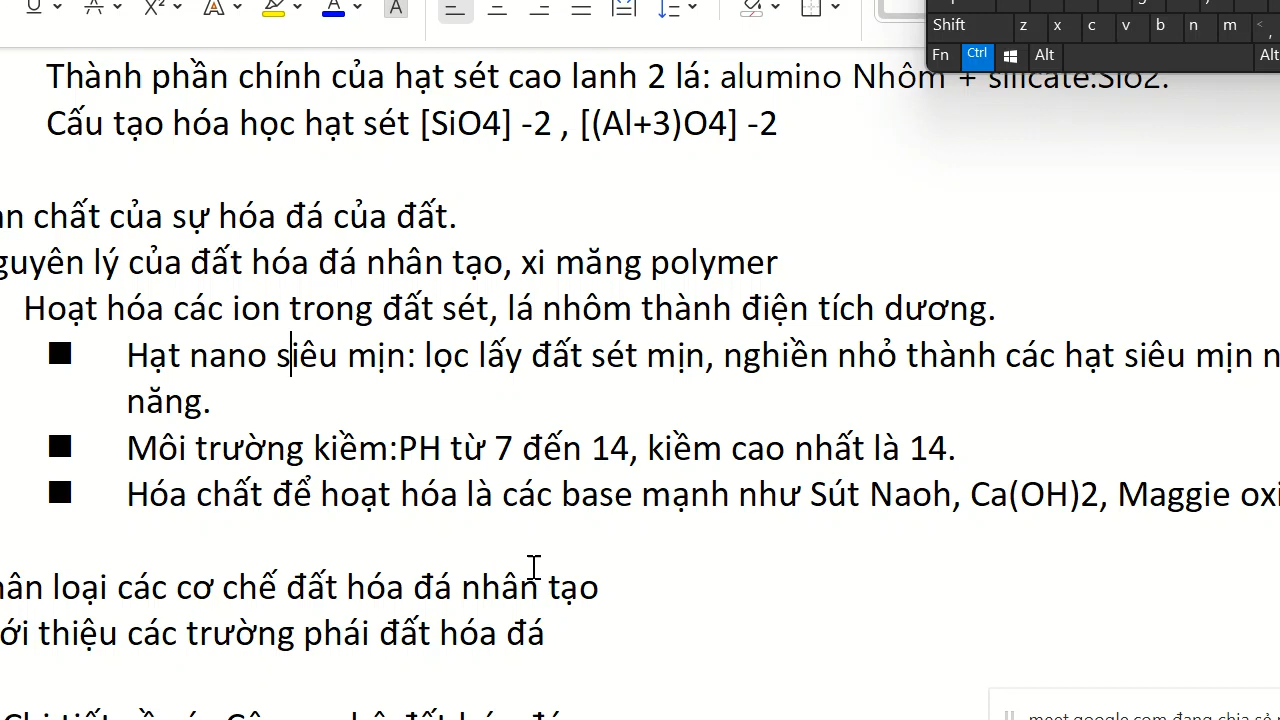 Shift z x c v b n m < ,
Fn Ctrl Alt Alt
Thành phần chính của hạt sét cao lanh 2 lá: alumino Nhôm + silicate:Sio2.
Cấu tạo hóa học hạt sét [SiO4] -2 , [(Al+3)O4] -2
chất của sự hóa đá của đất.
lý của đất hóa đá nhân tạo, xi măng polymer
Hoạt hóa các ion trong đất sét, lá nhôm thành điện tích dương.
■ Hạt nano siêu mịn: lọc lấy đất sét mịn, nghiền nhỏ thành các hạt siêu mịn
năng.
■ Môi trường kiềm:PH từ 7 đến 14, kiềm cao nhất là 14.
■ Hóa chất để hoạt hóa là các base mạnh như Sút Naoh, Ca(OH)2, Maggie
loại các cơ chế đất hóa đá nhân tạo
thiệu các trường phái đất hóa đá